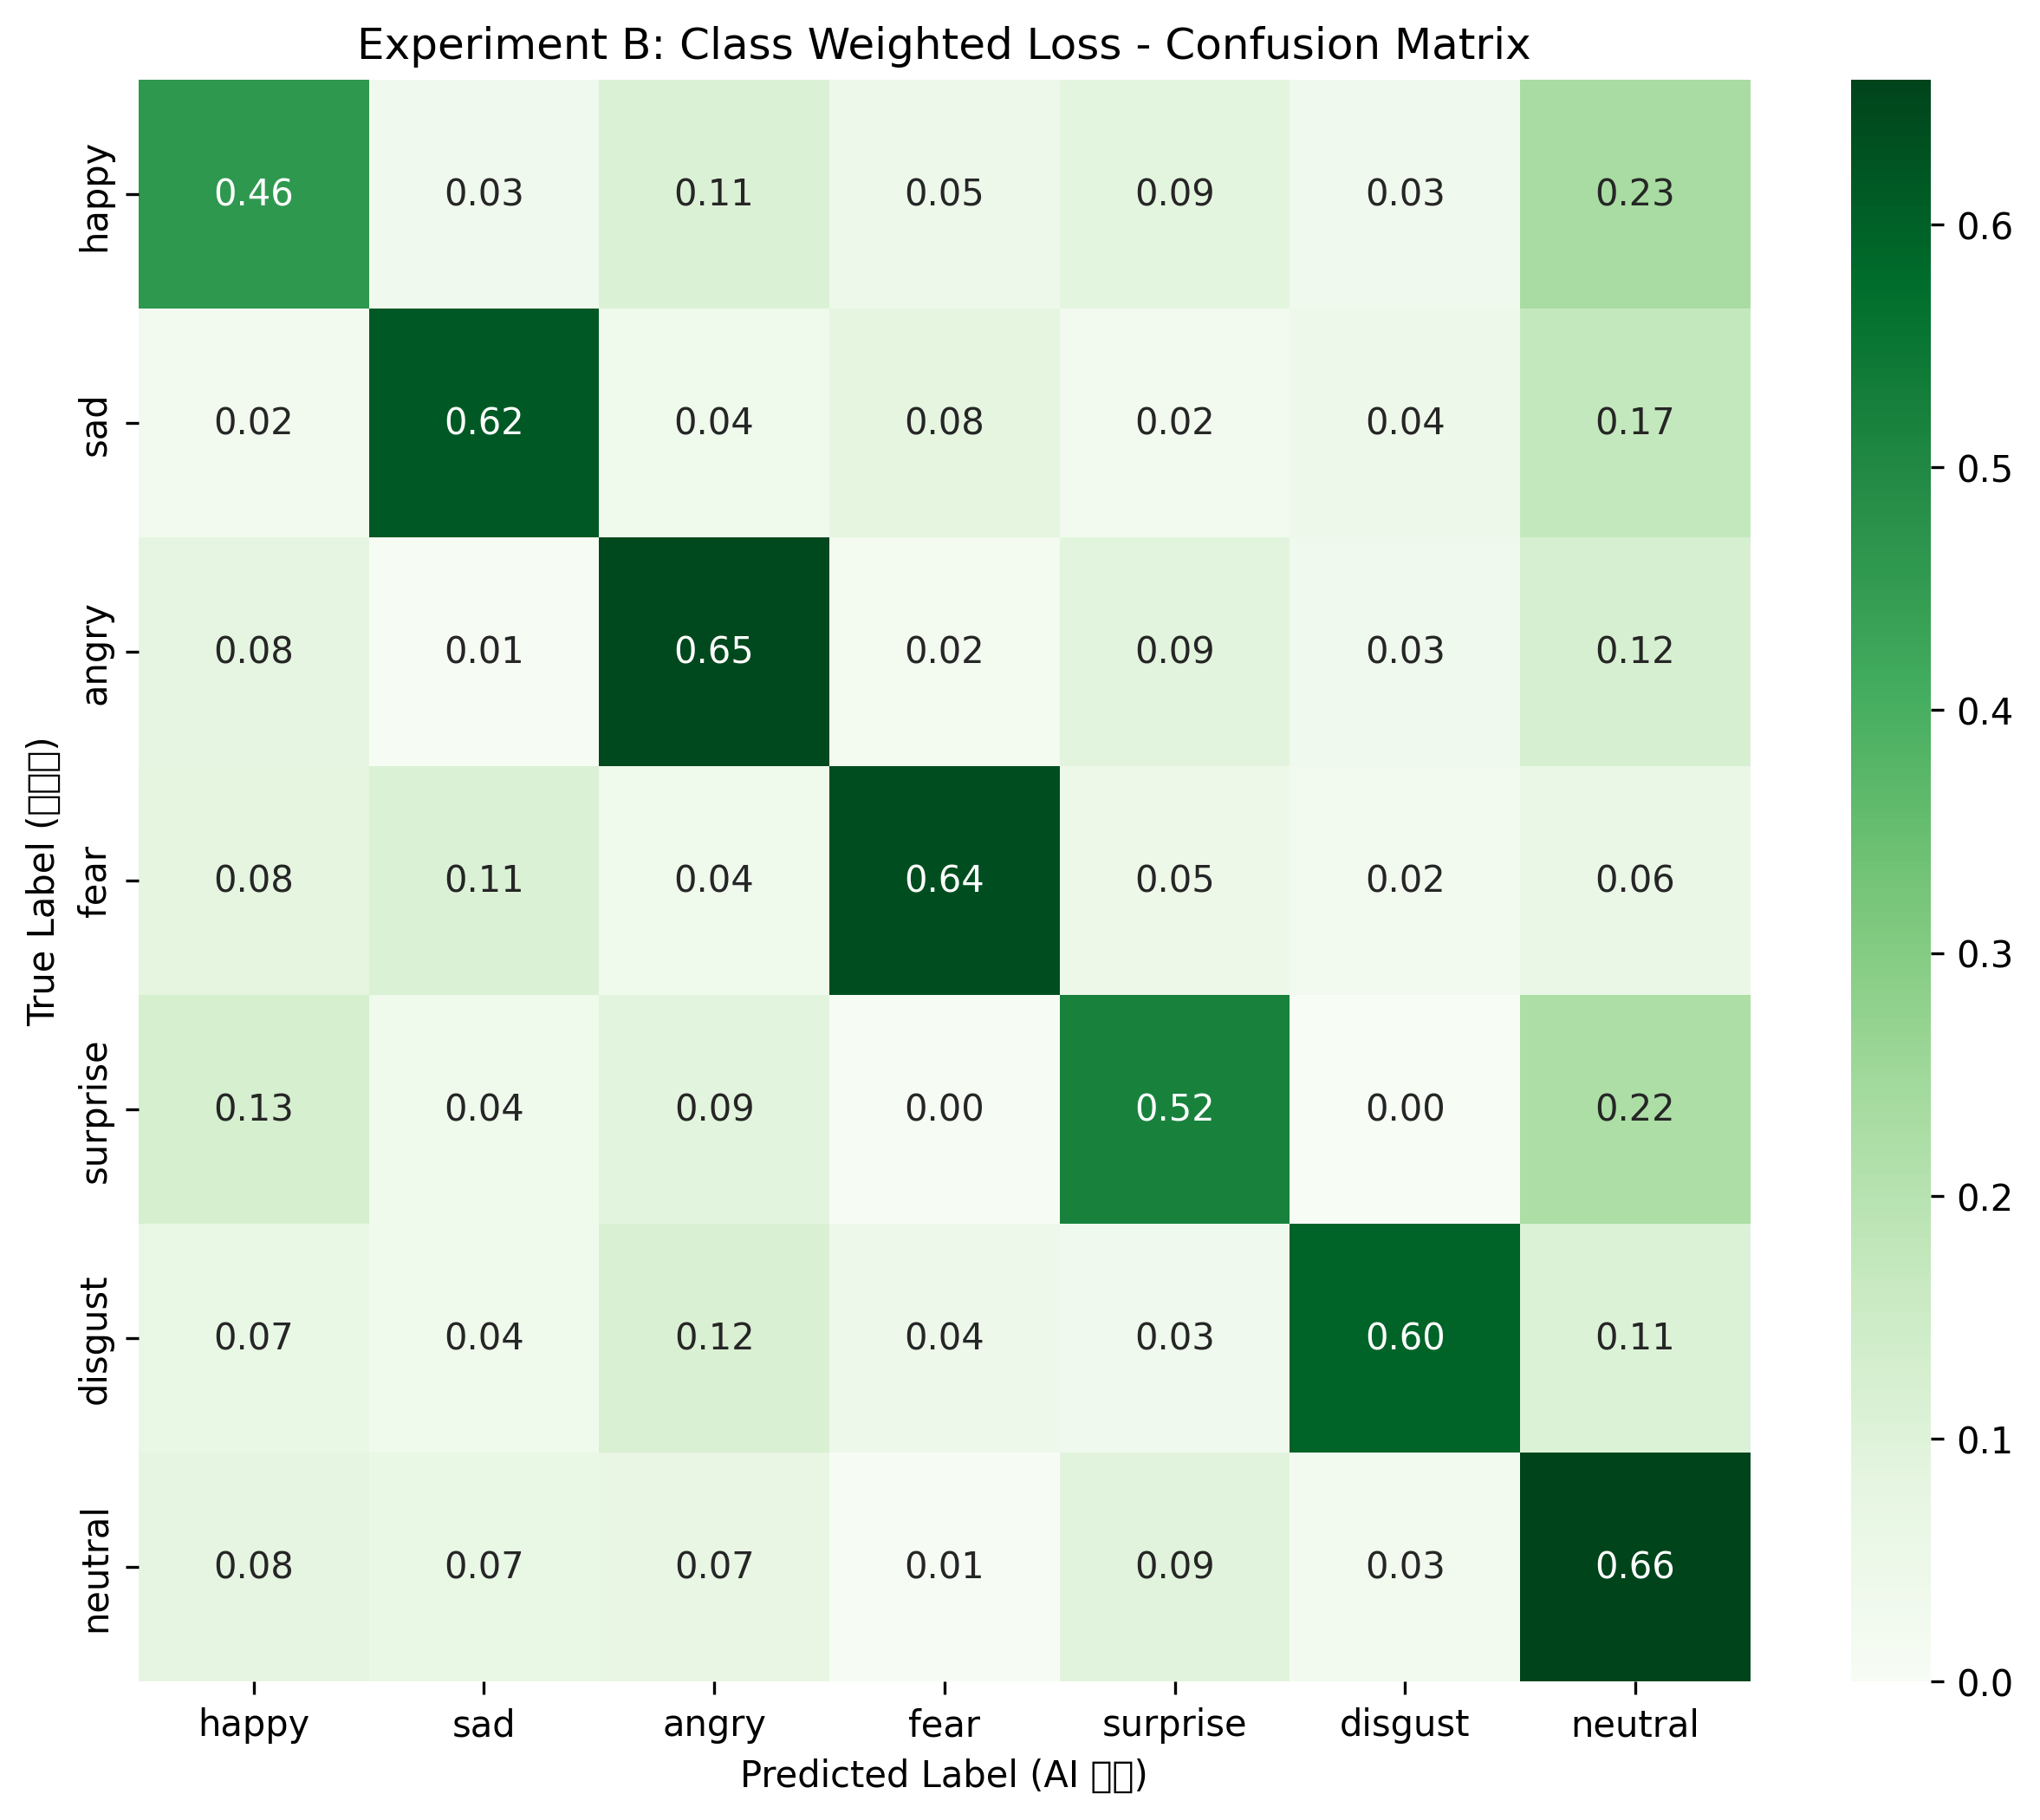 Experiment B: Class Weighted Loss - Confusion Matrix
happy 0.46 0.03 0.11 0.05 0.09 0.03 0.23
sad 0.02 0.62 0.04 0.08 0.02 0.04 0.17
angry 0.08 0.01 0.65 0.02 0.09 0.03 0.12
fear 0.08 0.11 0.04 0.64 0.05 0.02 0.06
surprise 0.13 0.04 0.09 0.00 0.52 0.00 0.22
disgust 0.07 0.04 0.12 0.04 0.03 0.60 0.11
neutral 0.08 0.07 0.07 0.01 0.09 0.03 0.66
happy sad angry fear surprise disgust neutral
True Label (□□□)
Predicted Label (AI □□)
0.6
0.5
0.4
0.3
0.2
0.1
0.0